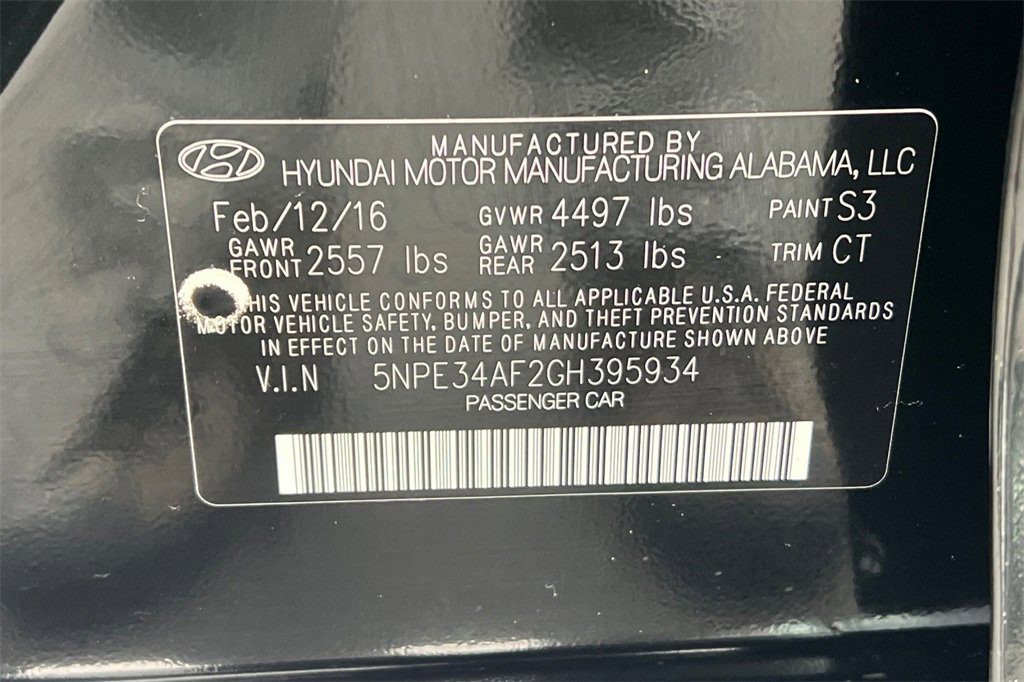 MANUFACTURED BY
HYUNDAI MOTOR MANUFACTURING ALABAMA, LLC
Feb/12/16 GVWR 4497 lbs PAINT S3
GAWR FRONT 2557 lbs GAWR REAR 2513 lbs TRIM CT
HIS VEHICLE CONFORMS TO ALL APPLICABLE U.S.A. FEDERAL
MOTOR VEHICLE SAFETY, BUMPER, AND THEFT PREVENTION STANDARDS
IN EFFECT ON THE DATE OF MANUFACTURE SHOWN ABOVE
V.I.N 5NPE34AF2GH395934
PASSENGER CAR